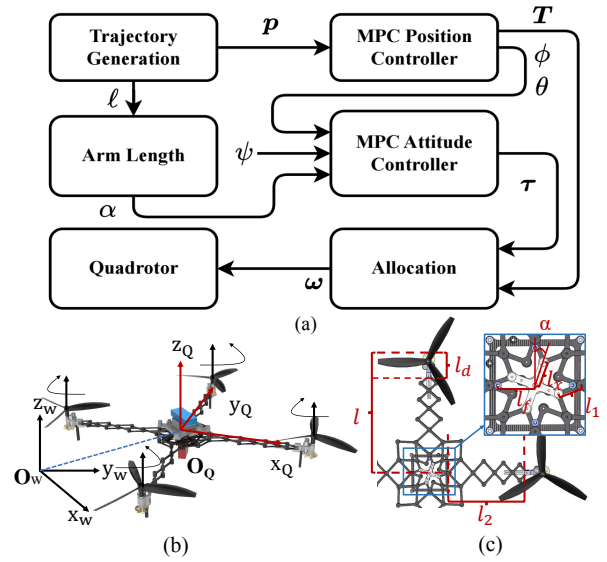 Trajectory
Generation
p
MPC Position
Controller
T
ϕ
θ
ℓ
Arm Length
ψ
MPC Attitude
Controller
α
τ
Quadrotor
ω
Allocation
(a)
z_Q
y_Q
x_Q
O_Q
z_w
y_w
x_w
O_w
(b)
l_d
l
l_2
α
l_x
l_f
l_1
(c)